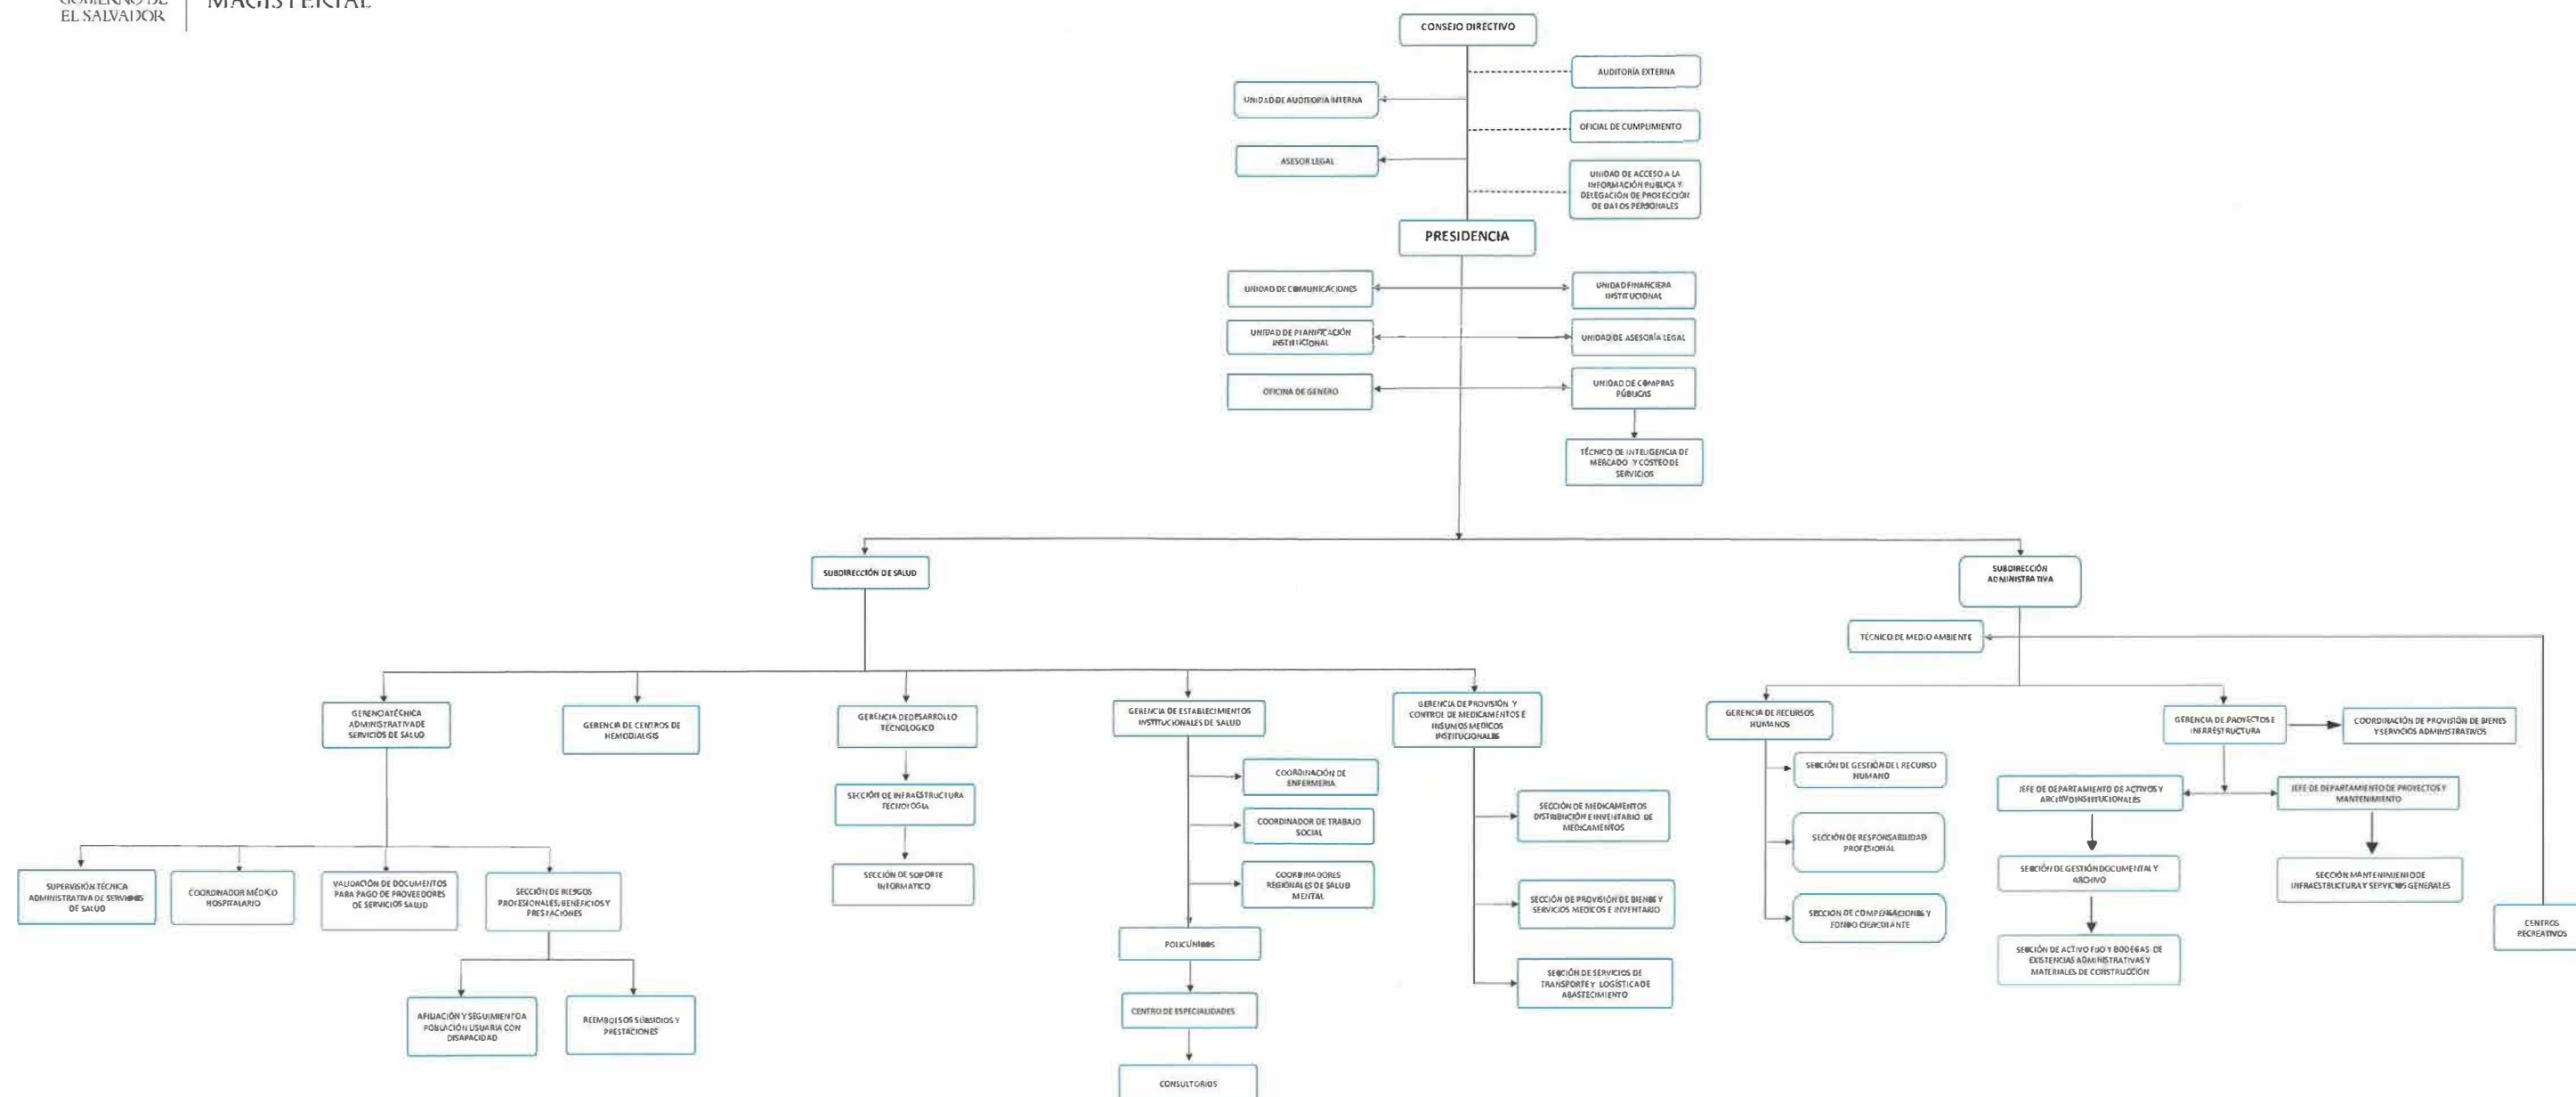 GOBIERNO DE
EL SALVADOR
MAGISTERIAL
CONSEJO DIRECTIVO
AUDITORÍA EXTERNA
UNIDAD DE AUDITORIA INTERNA
OFICIAL DE CUMPLIMIENTO
ASESOR LEGAL
UNIDAD DE ACCESO A LA
INFORMACIÓN PUBLICA Y
DELEGACIÓN DE PROTECCIÓN
DE DATOS PERSONALES
PRESIDENCIA
UNIDAD DE COMUNICACIONES
UNIDAD FINANCIERA
INSTITUCIONAL
UNIDAD DE PLANIFICACIÓN
INSTITUCIONAL
UNIDAD DE ASESORÍA LEGAL
OFICINA DE GENERO
UNIDAD DE COMPRAS
PÚBLICAS
TÉCNICO DE INTELIGENCIA DE
MERCADO Y COSTEO DE
SERVICIOS
SUBDIRECCIÓN DE SALUD
SUBDIRECCIÓN
ADMINISTRATIVA
TÉCNICO DE MEDIO AMBIENTE
GERENCIA TÉCHICA
ADMINISTRATIVA DE
SERVICIOS DE SALUD
GERENCIA DE CENTROS DE
HEMODIALISIS
GERENCIA DE DESARROLLO
TECNOLOGICO
GERENCIA DE ESTABLECIMIENTOS
INSTITUCIONALES DE SALUD
GERENCIA DE PROVISIÓN Y
CONTROL DE MEDICAMENTOS E
INSUMOS MEDICOS
INSTITUCIONALES
GERENCIA DE RECURSOS
HUMANOS
GERENCIA DE PROYECTOS E
INFRAESTRUCTURA
COORDINACIÓN DE PROVISIÓN DE BIENES
Y SERVICIOS ADMINISTRATIVOS
SECCIÓN DE INFRAESTRUCTURA
TECNOLOGIA
SECCIÓN DE SOPORTE
INFORMATICO
COORDINACIÓN DE
ENFERMERIA
COORDINADOR DE TRABAJO
SOCIAL
COORDINADORES
REGIONALES DE SALUD
MENTAL
POLICLÍNICOS
CENTRO DE ESPECIALIDADES
CONSULTORIOS
SECCIÓN DE MEDICAMENTOS
DISTRIBUCIÓN E INVENTARIO DE
MEDICAMENTOS
SECCIÓN DE PROVISIÓN DE BIENES Y
SERVICIOS MEDICOS E INVENTARIO
SECCIÓN DE SERVICIOS DE
TRANSPORTE Y LOGÍSTICA DE
ABASTECIMIENTO
SECCIÓN DE GESTIÓN DEL RECURSO
HUMANO
SECCIÓN DE RESPONSABILIDAD
PROFESIONAL
SECCION DE COMPENSACIONES Y
FONDO CIRCULANTE
JEFE DE DEPARTAMENTO DE ACTIVOS Y
ARCHIVO INSTITUCIONALES
JEFE DE DEPARTAMENTO DE PROYECTOS Y
MANTENIMIENTO
SECCIÓN DE GESTIÓN DOCUMENTAL Y
ARCHIVO
SECCIÓN MANTENIMIENTO DE
INFRAESTRUCTURA Y SERVICIOS GENERALES
SECCIÓN DE ACTIVO FIJO Y BODEGAS DE
EXISTENCIAS ADMINISTRATIVAS Y
MATERIALES DE CONSTRUCCIÓN
CENTROS
RECREATIVOS
SUPERVISIÓN TÉCNICA
ADMINISTRATIVA DE SERVICIOS
DE SALUD
COORDINADOR MÉDICO
HOSPITALARIO
VALIDACIÓN DE DOCUMENTOS
PARA PAGO DE PROVEEDORES
DE SERVICIOS SALUD
SECCIÓN DE RIESGOS
PROFESIONALES, BENEFICIOS Y
PRESTACIONES
AFILIACIÓN Y SEGUIMIENTO A
POBLACIÓN USUARIA CON
DISAPACIDAD
REEMBOLSOS SUBSIDIOS Y
PRESTACIONES